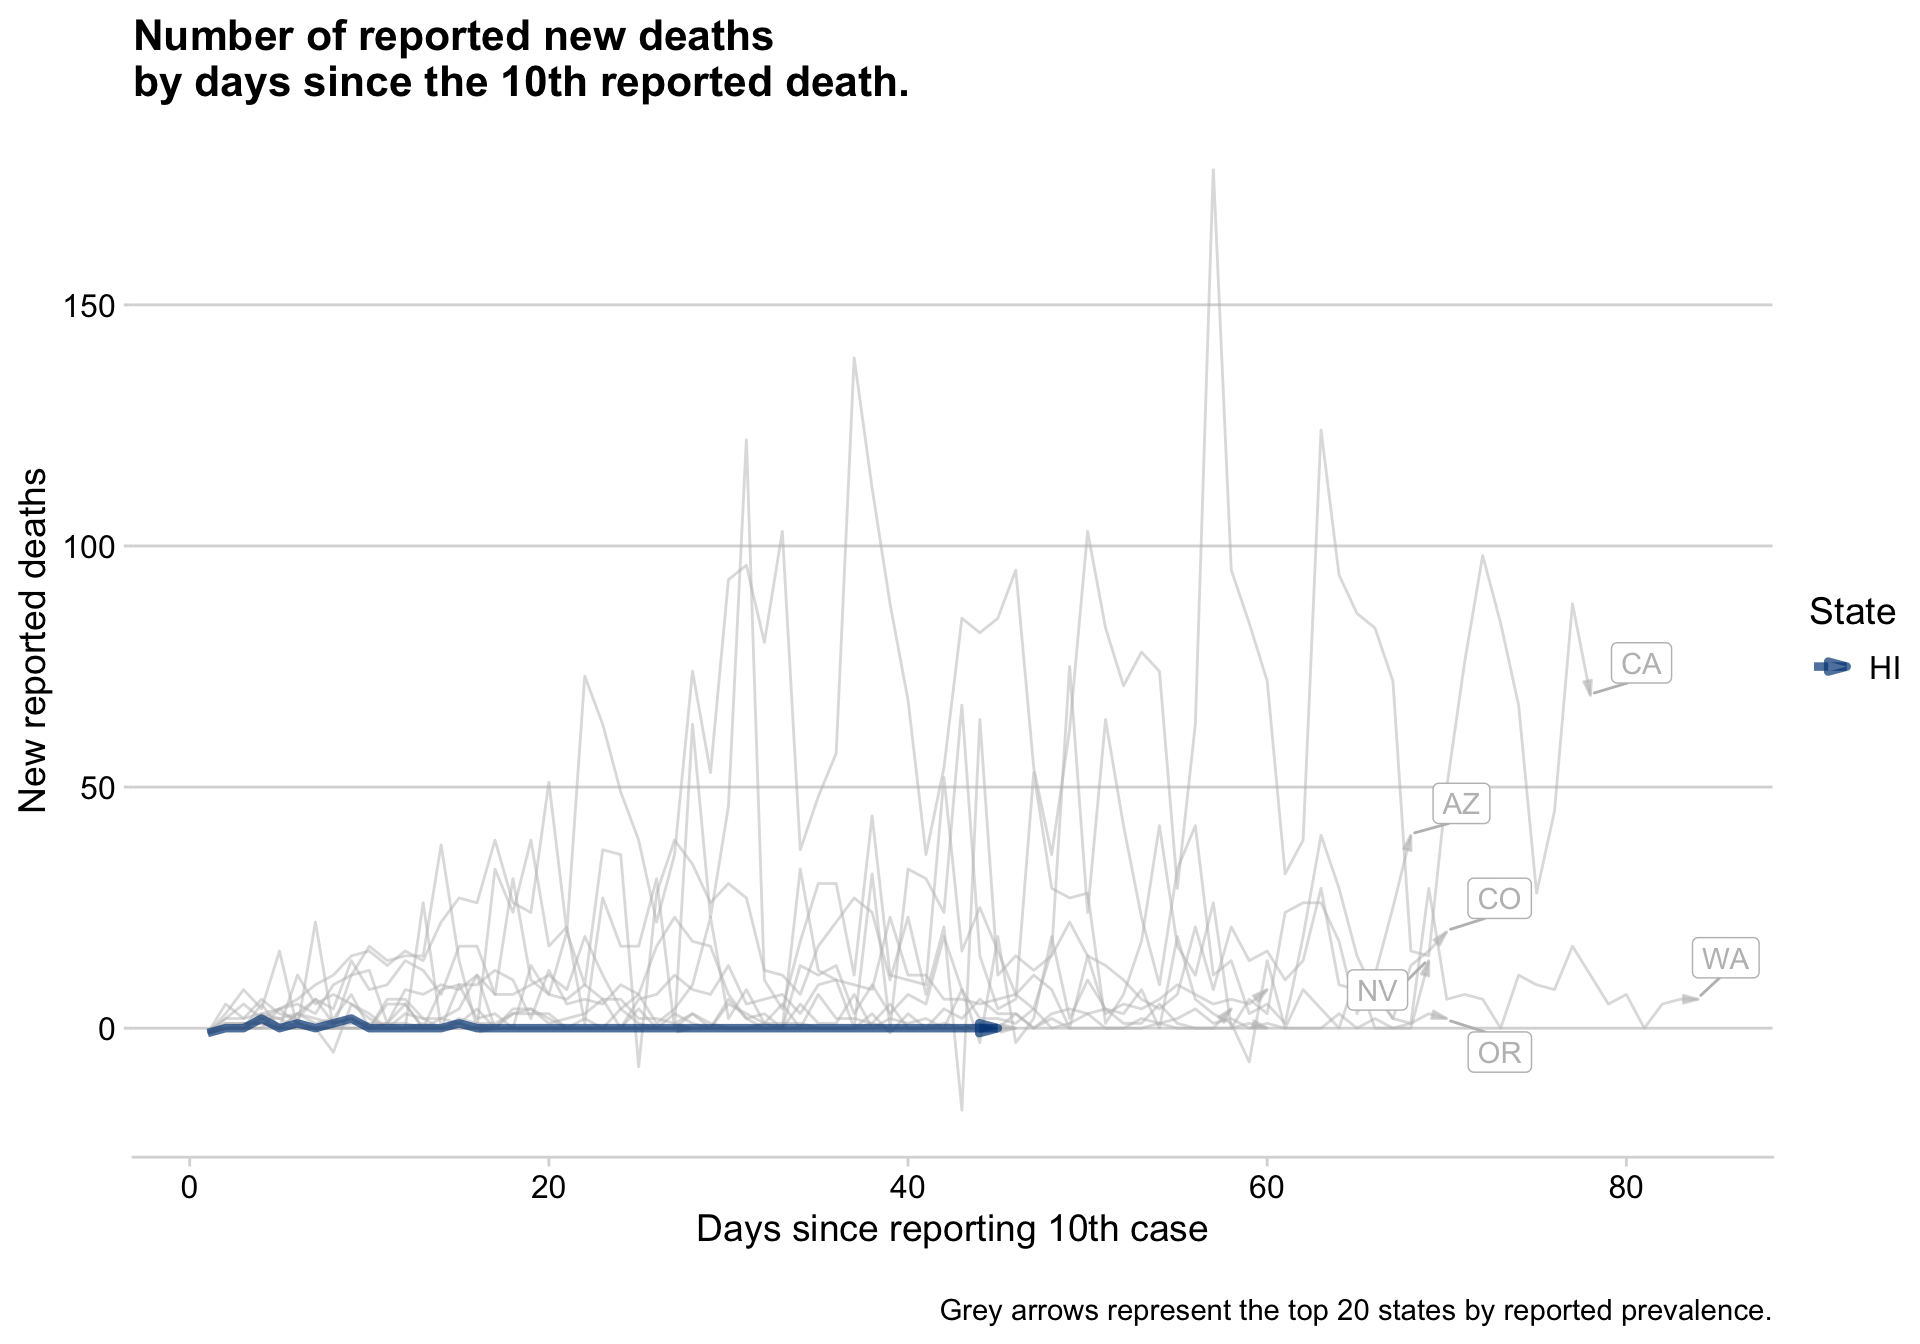 Number of reported new deaths
by days since the 10th reported death.
New reported deaths
150
100
50
0
CA
AZ
CO
WA
NV
OR
State
HI
0 20 40 60 80
Days since reporting 10th case
Grey arrows represent the top 20 states by reported prevalence.